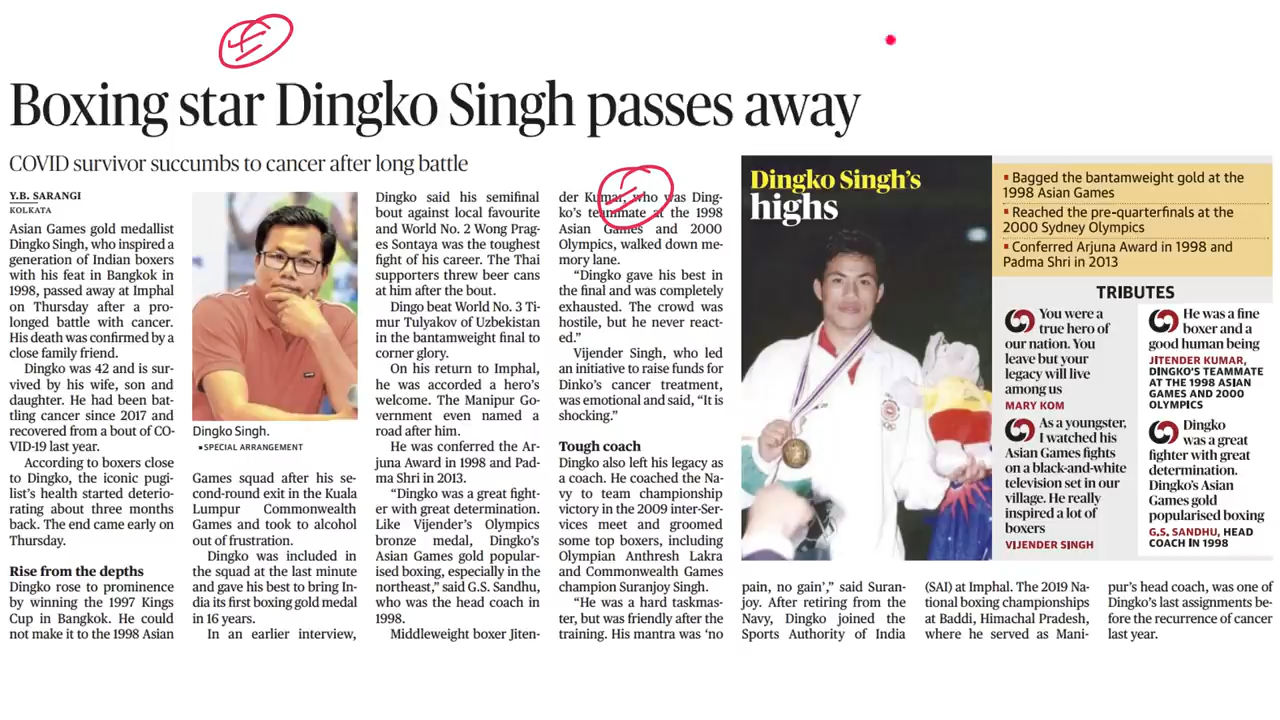 Boxing star Dingko Singh passes away
COVID survivor succumbs to cancer after long battle
Y.B. SARANGI
KOLKATA
Asian Games gold medallist
Dingko Singh, who inspired a
generation of Indian boxers
with his feat in Bangkok in
1998, passed away at Imphal
on Thursday after a pro-
longed battle with cancer.
His death was confirmed by a
close family friend.
Dingko was 42 and is sur-
vived by his wife, son and
daughter. He had been bat-
tling cancer since 2017 and
recovered from a bout of CO-
VID-19 last year.
According to boxers close
to Dingko, the iconic pugi-
list's health started deterio-
rating about three months
back. The end came early on
Thursday.
Rise from the depths
Dingko rose to prominence
by winning the 1997 Kings
Cup in Bangkok. He could
not make it to the 1998 Asian
Dingko Singh.
▪SPECIAL ARRANGEMENT
Games squad after his se-
cond-round exit in the Kuala
Lumpur Commonwealth
Games and took to alcohol
out of frustration.
Dingko was included in
the squad at the last minute
and gave his best to bring In-
dia its first boxing gold medal
in 16 years.
In an earlier interview,
Dingko said his semifinal
bout against local favourite
and World No. 2 Wong Prag-
es Sontaya was the toughest
fight of his career. The Thai
supporters threw beer cans
at him after the bout.
Dingo beat World No. 3 Ti-
mur Tulyakov of Uzbekistan
in the bantamweight final to
corner glory.
On his return to Imphal,
he was accorded a hero's
welcome. The Manipur Go-
vernment even named a
road after him.
He was conferred the Ar-
juna Award in 1998 and Pad-
ma Shri in 2013.
"Dingko was a great fight-
er with great determination.
Like Vijender's Olympics
bronze medal, Dingko's
Asian Games gold popular-
ised boxing, especially in the
northeast," said G.S. Sandhu,
who was the head coach in
1998.
Middleweight boxer Jiten-
der Kumar, who was Ding-
ko's teammate at the 1998
Asian Games and 2000
Olympics, walked down me-
mory lane.
"Dingko gave his best in
the final and was completely
exhausted. The crowd was
hostile, but he never react-
ed."
Vijender Singh, who led
an initiative to raise funds for
Dinko's cancer treatment,
was emotional and said, "It is
shocking."
Tough coach
Dingko also left his legacy as
a coach. He coached the Na-
vy to team championship
victory in the 2009 inter-Ser-
vices meet and groomed
some top boxers, including
Olympian Anthresh Lakra
and Commonwealth Games
champion Suranjoy Singh.
"He was a hard taskmas-
ter, but was friendly after the
training. His mantra was 'no
pain, no gain'," said Suran-
joy. After retiring from the
Navy, Dingko joined the
Sports Authority of India
(SAI) at Imphal. The 2019 Na-
tional boxing championships
at Baddi, Himachal Pradesh,
where he served as Mani-
pur's head coach, was one of
Dingko's last assignments be-
fore the recurrence of cancer
last year.
Dingko Singh's
highs
▪ Bagged the bantamweight gold at the
1998 Asian Games
▪ Reached the pre-quarterfinals at the
2000 Sydney Olympics
▪ Conferred Arjuna Award in 1998 and
Padma Shri in 2013
TRIBUTES
You were a
true hero of
our nation. You
leave but your
legacy will live
among us
MARY KOM
As a youngster,
I watched his
Asian Games fights
on a black-and-white
television set in our
village. He really
inspired a lot of
boxers
VIJENDER SINGH
He was a fine
boxer and a
good human being
JITENDER KUMAR,
DINGKO'S TEAMMATE
AT THE 1998 ASIAN
GAMES AND 2000
OLYMPICS
Dingko
was a great
fighter with great
determination.
Dingko's Asian
Games gold
popularised boxing
G.S. SANDHU, HEAD
COACH IN 1998